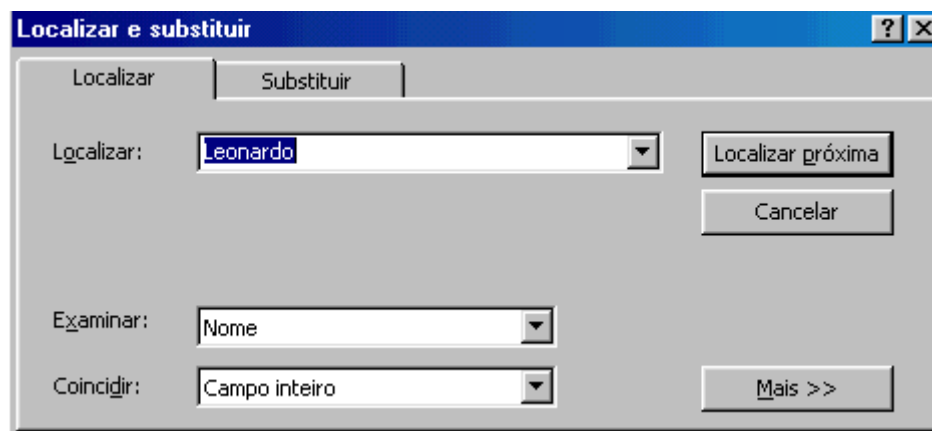 Localizar e substituir
Localizar Substituir
Localizar: Leonardo Localizar próxima
Cancelar
Examinar: Nome
Coincidir: Campo inteiro Mais >>